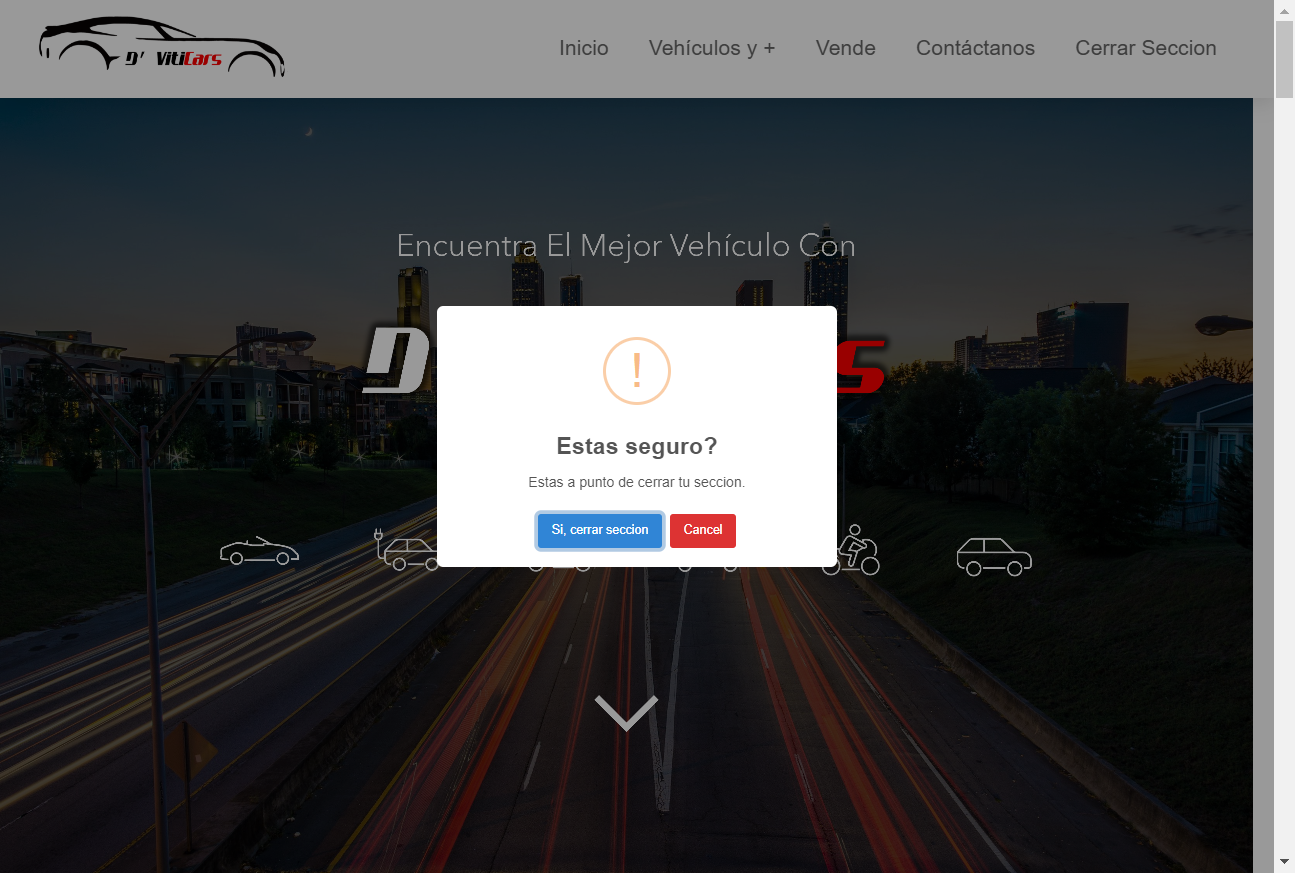 D' VitiCars
Inicio
Vehículos y +
Vende
Contáctanos
Cerrar Seccion
Encuentra El Mejor Vehículo Con
D
s
!
Estas seguro?
Estas a punto de cerrar tu seccion.
Si, cerrar seccion
Cancel